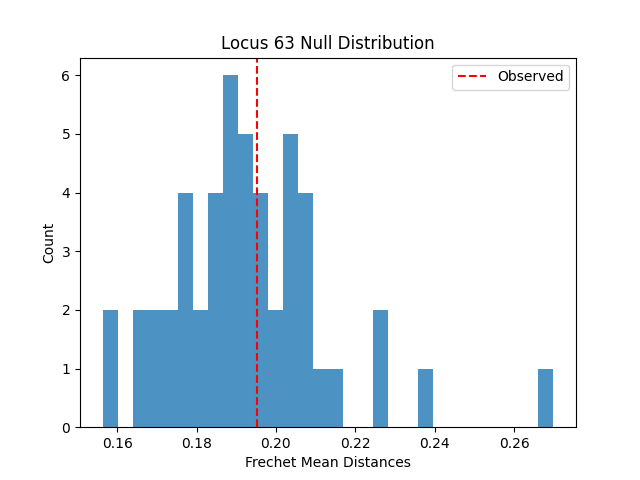 Locus 63 Null Distribution
Observed
6
5
4
3
2
1
0
Count
0.16 0.18 0.20 0.22 0.24 0.26
Frechet Mean Distances